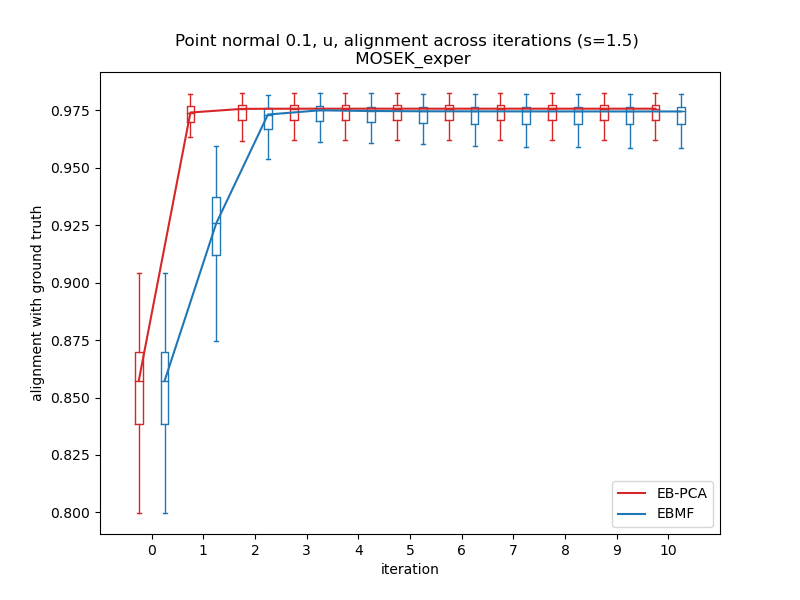 Point normal 0.1, u, alignment across iterations (s=1.5)
MOSEK_exper
alignment with ground truth
0.975
0.950
0.925
0.900
0.875
0.850
0.825
0.800
0 1 2 3 4 5 6 7 8 9 10
iteration
EB-PCA
EBMF